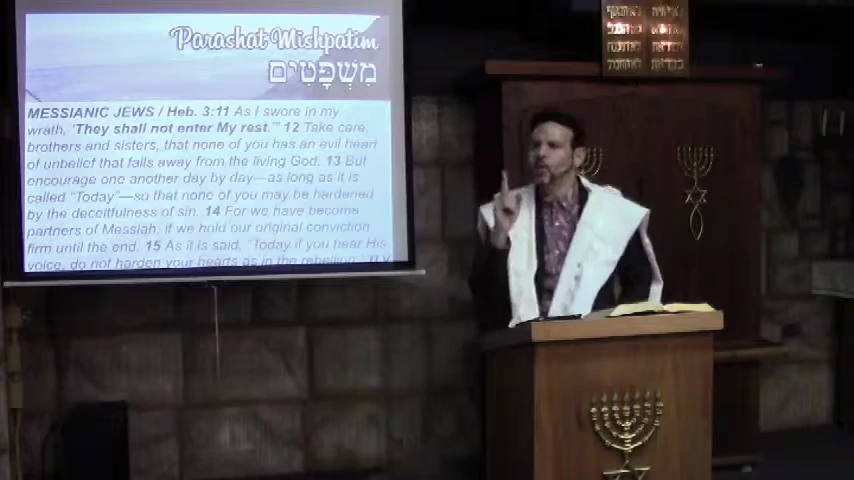 Parashat Mishpatim
מִשְׁפָּטִים
MESSIANIC JEWS / Heb. 3:11 As I swore in my
wrath, 'They shall not enter My rest.'" 12 Take care,
brothers and sisters, that none of you has an evil heart
of unbelief that falls away from the living God. 13 But
encourage one another day by day—as long as it is
called "Today"—so that none of you may be hardened
by the deceitfulness of sin. 14 For we have become
partners of Messiah, if we hold our original conviction
firm until the end. 15 As it is said, "Today if you hear His
voice, do not harden your hearts as in the rebellion." TLV